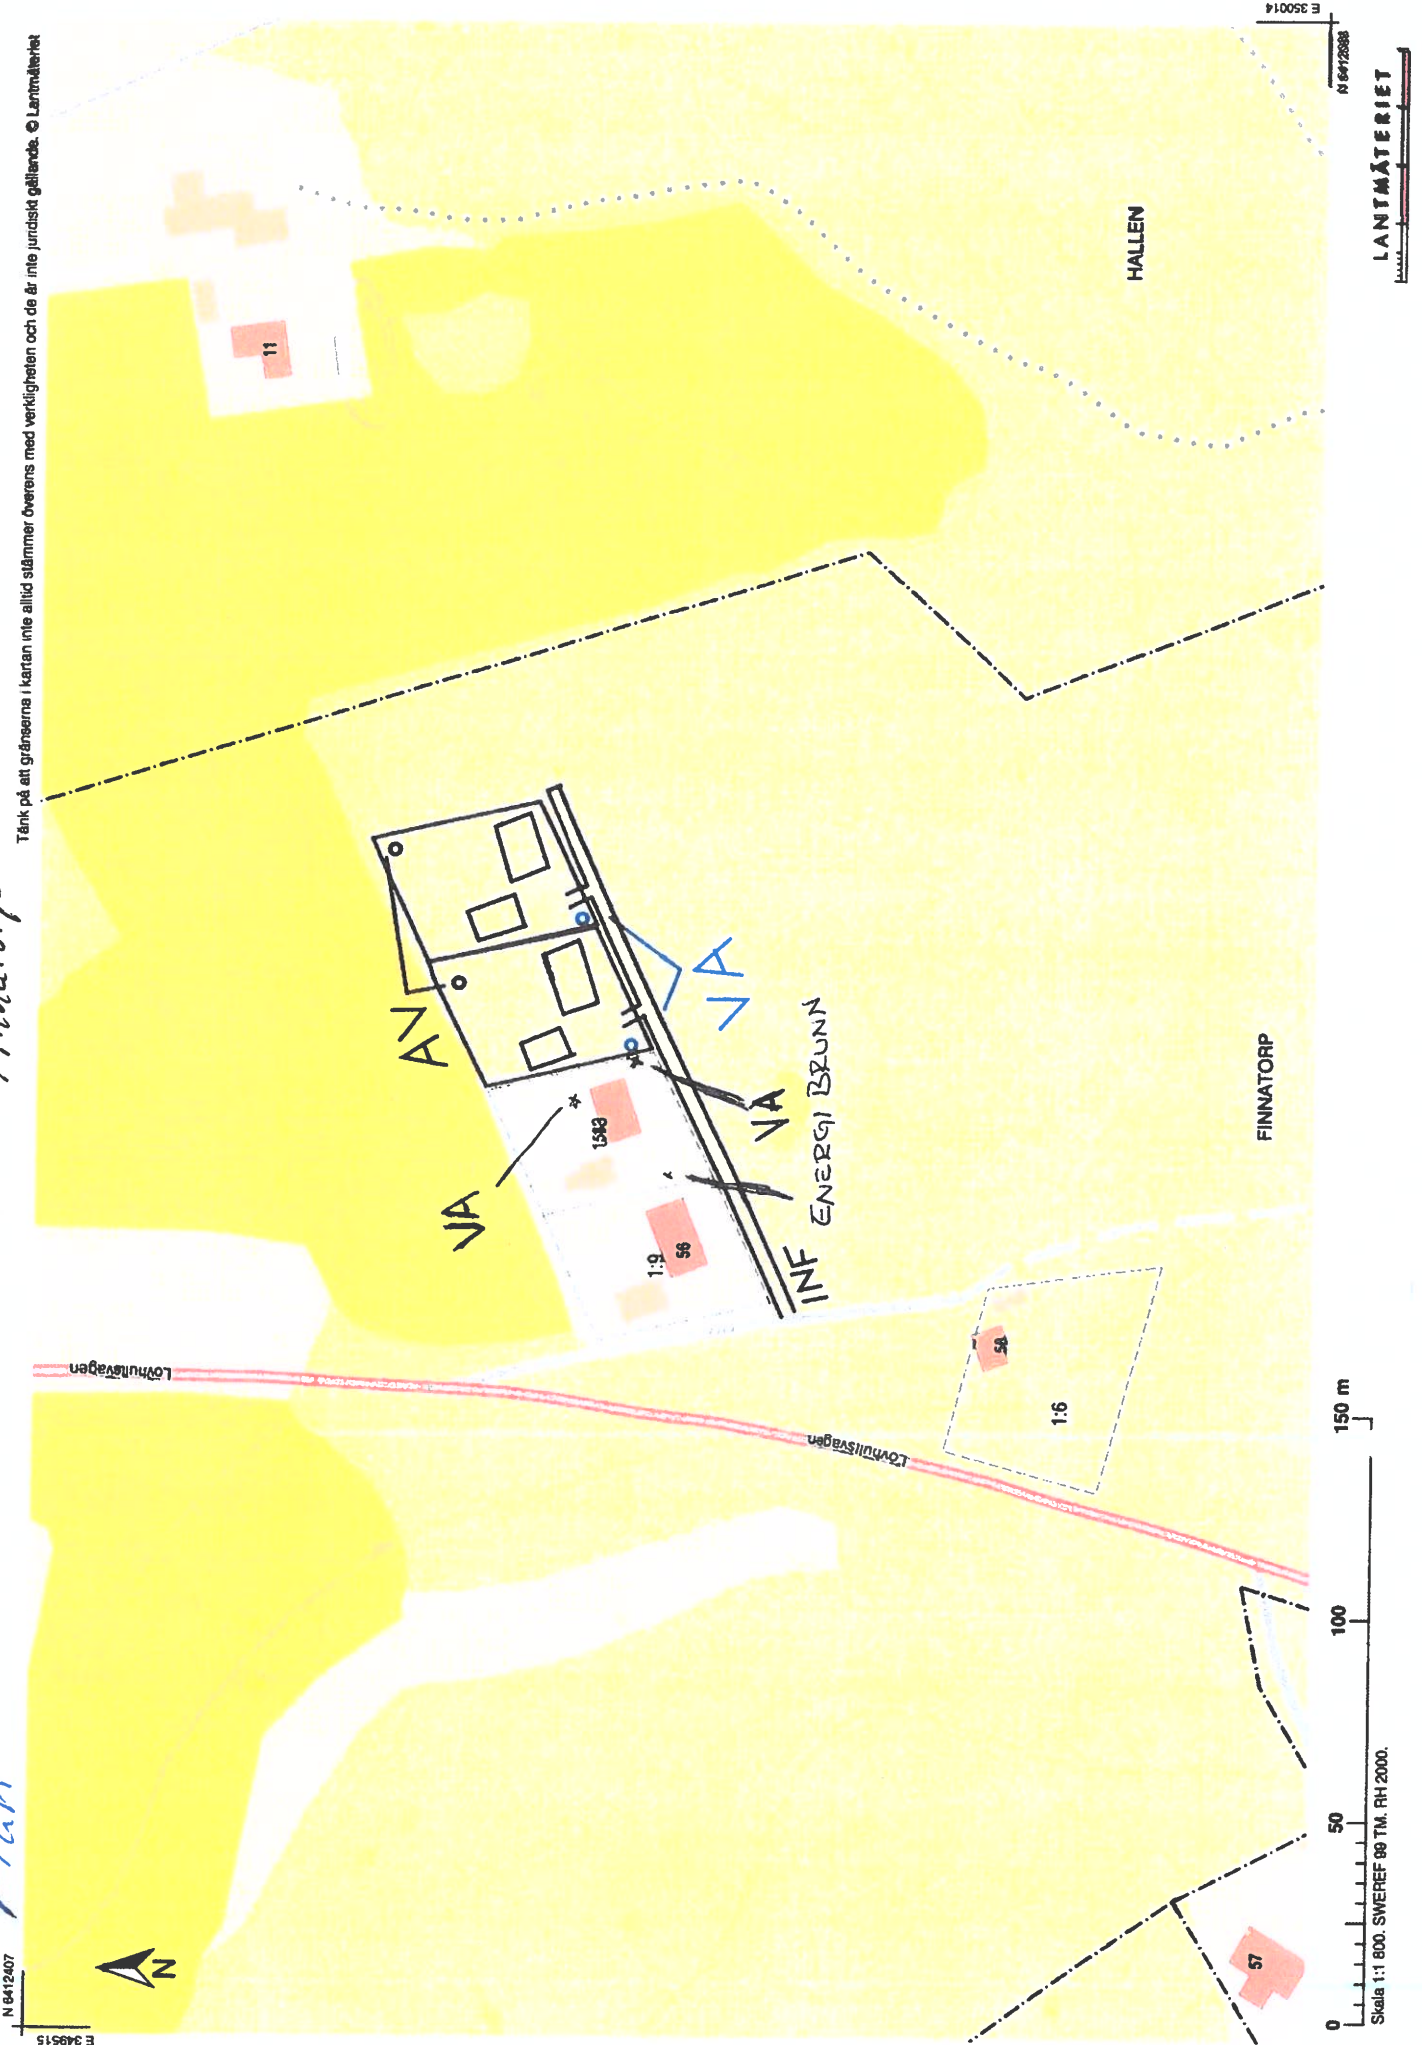 Tänk på att gränserna i kartan inte alltid stämmer överens med verkligheten och de är inte juridiskt gällande. © Lantmäteriet
N 6412407
E 349515
E 350014
LANTMÄTERIET
11
HALLEN
Lövhultsvägen
AV
VA
VA
VA
1583
1:9
56
ENERGI BRUNN
INF
FINNATORP
Lövhultsvägen
58
1:6
57
N
0 50 100 150 m
Skala 1:1 800. SWEREF 99 TM. RH 2000.